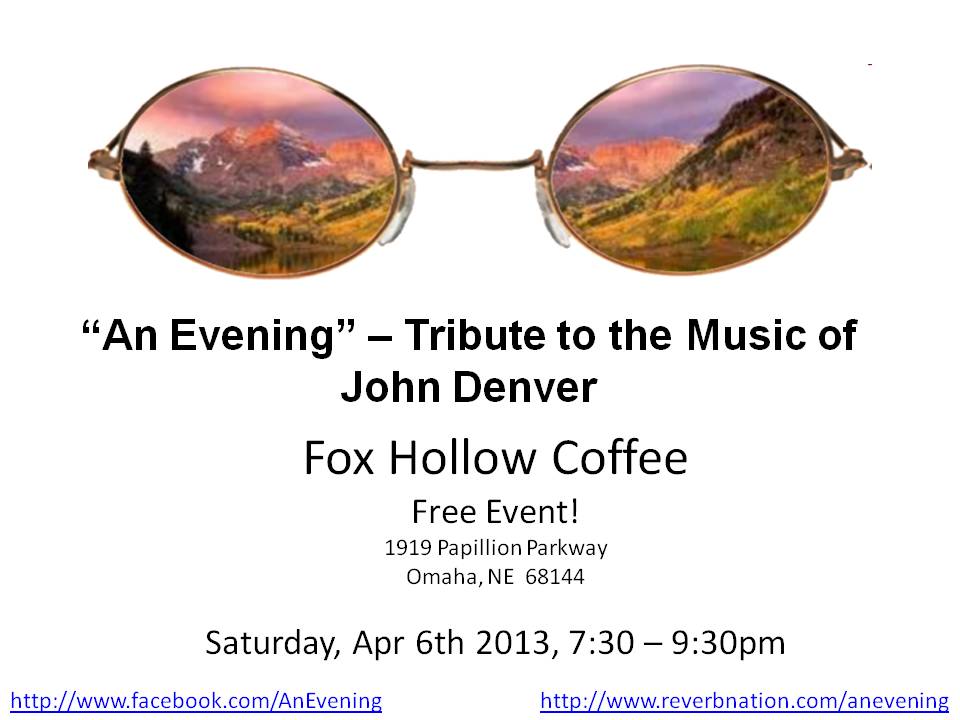 “An Evening” – Tribute to the Music of
John Denver
Fox Hollow Coffee
Free Event!
1919 Papillion Parkway
Omaha, NE  68144
Saturday, Apr 6th 2013, 7:30 – 9:30pm
http://www.facebook.com/AnEvening
http://www.reverbnation.com/anevening